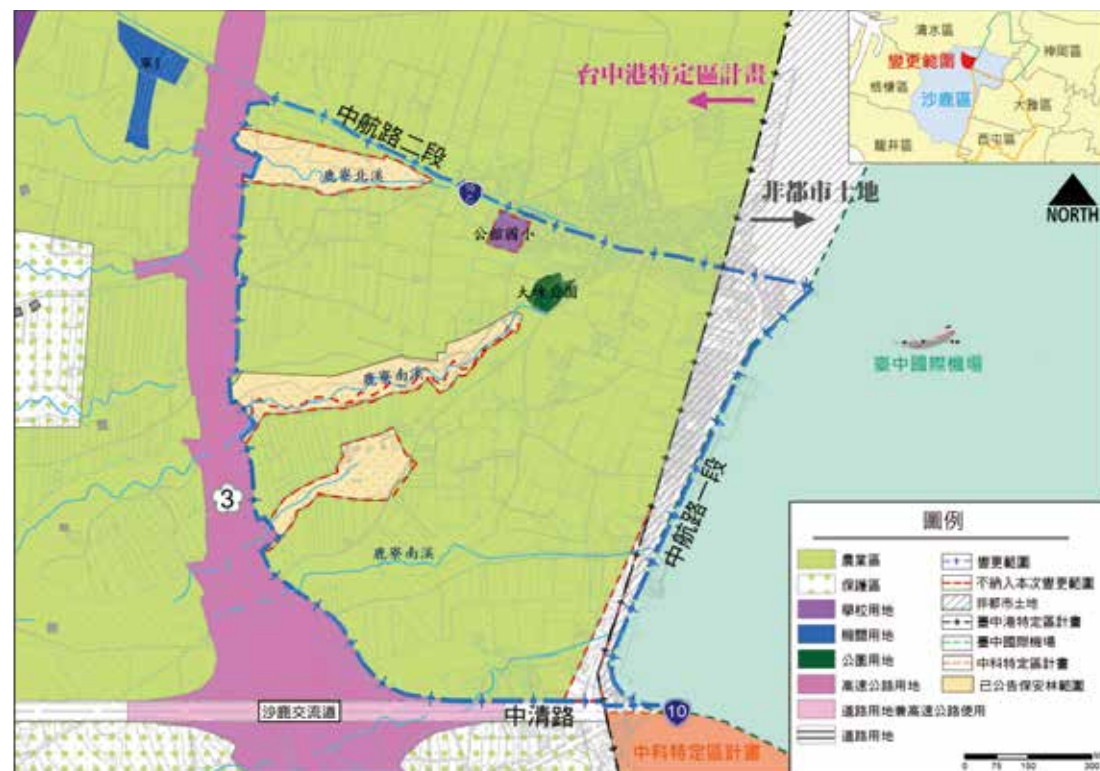 台中港特定區計畫
非都市土地
中航路二段
鹿寮北溪
公館國小
鹿寮南溪
3
鹿寮南溪
中航路一段
臺中國際機場
沙鹿交流道
中清路
10
中科特定區計畫
清水區
神岡區
變更範圍
梧棲區
沙鹿區
大雅區
西屯區
龍井區
NORTH
圖例
農業區
保護區
學校用地
機關用地
公園用地
高速公路用地
道路用地兼高速公路使用
道路用地
變更範圍
不納入本次變更範圍
非都市土地
臺中港特定區計畫
臺中國際機場
中科特定區計畫
已公告保安林範圍
0 75 150 300